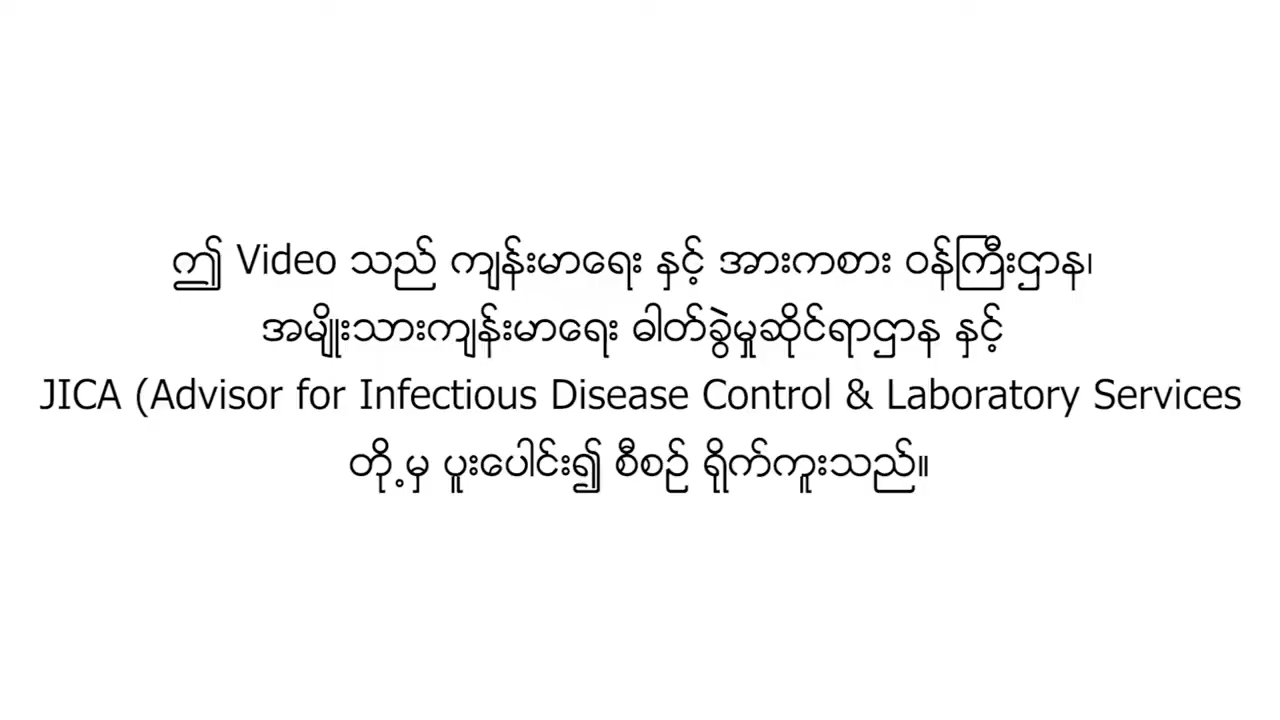 ဤ Video သည် ကျန်းမာရေး နှင့် အားကစား ဝန်ကြီးဌာန၊
အမျိုးသားကျန်းမာရေး ဓါတ်ခွဲမှုဆိုင်ရာဌာန နှင့်
JICA (Advisor for Infectious Disease Control & Laboratory Services
တို့မှ ပူးပေါင်း၍ စီစဉ် ရိုက်ကူးသည်။